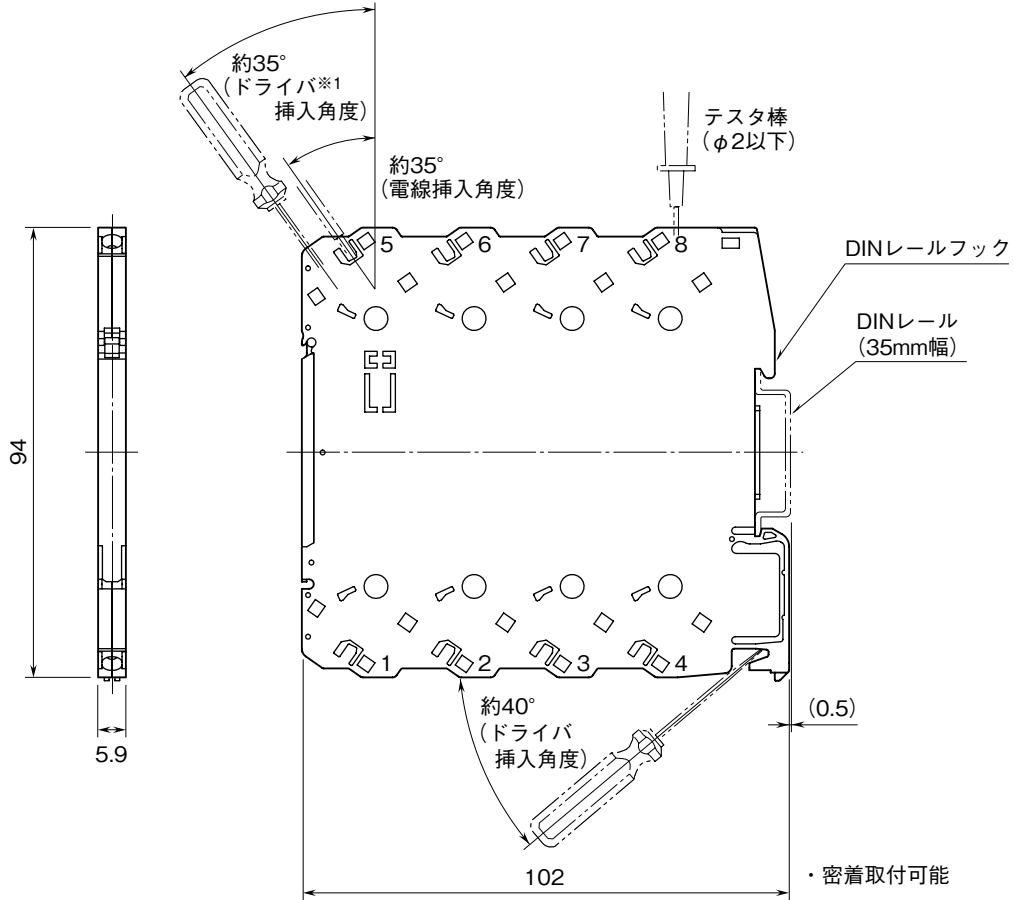 約35°
（ドライバ※1
挿入角度）
約35°
（電線挿入角度）
テスタ棒
（φ2以下）
5 6 7 8
DINレールフック
DINレール
（35mm幅）
94
1 2 3 4
5.9
約40°
（ドライバ
挿入角度）
（0.5）
102
・密着取付可能